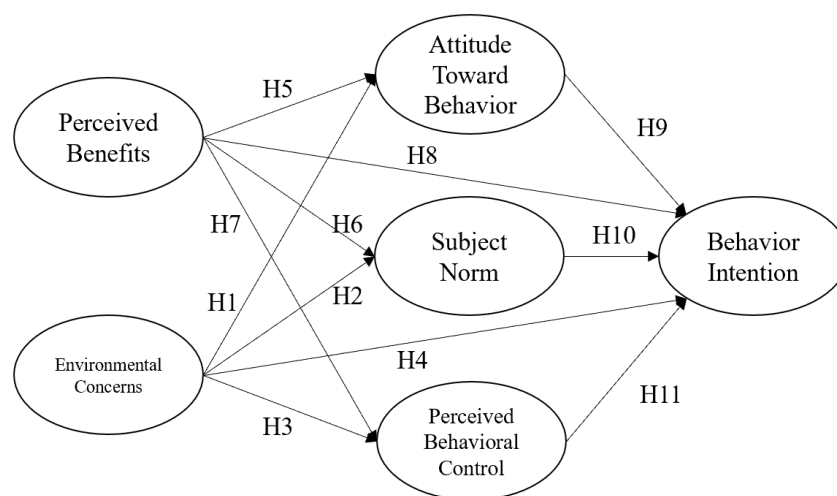 Attitude
Toward
Behavior
H5
H9
Perceived
Benefits
H8
H7
H6
Subject
Norm
H10
Behavior
Intention
H1
H2
Environmental
Concerns
H4
H11
H3
Perceived
Behavioral
Control